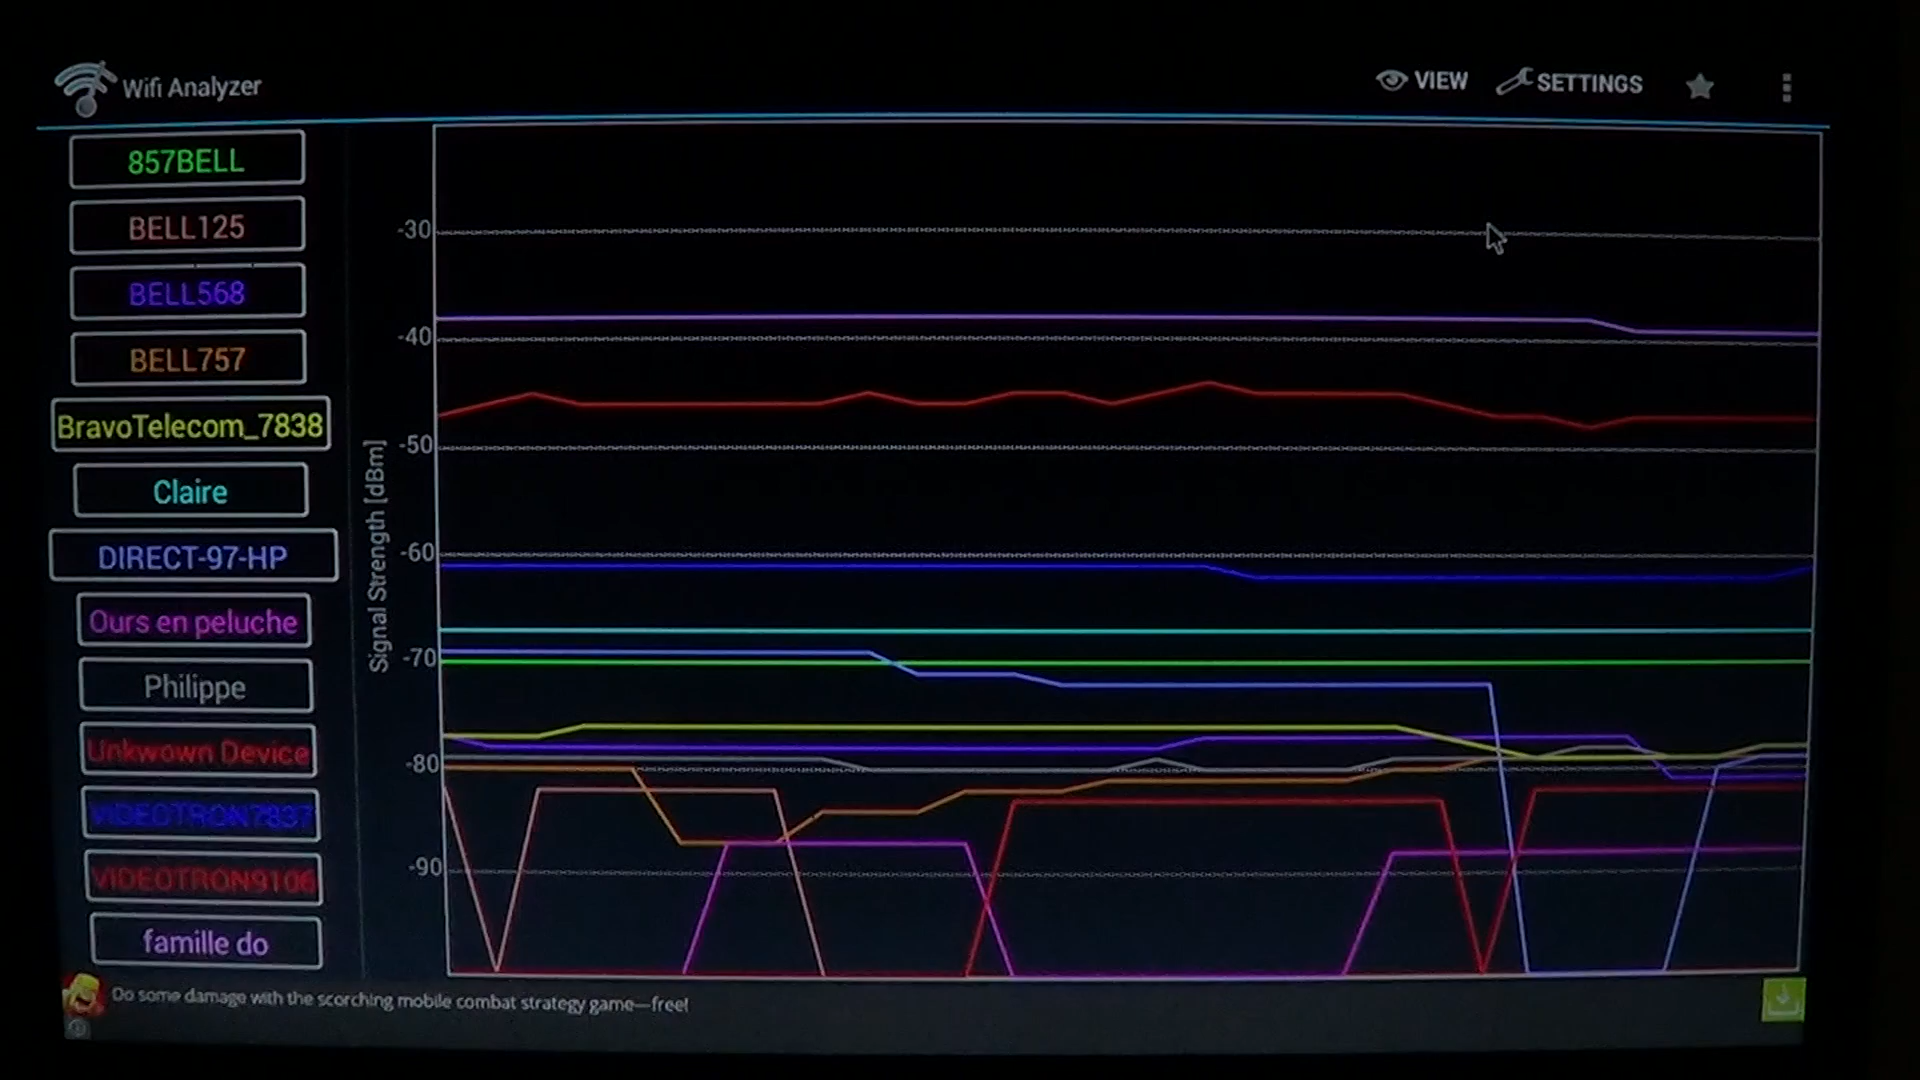 Wifi Analyzer
VIEW
SETTINGS
857BELL
BELL125
BELL568
BELL757
BravoTelecom_7838
Claire
DIRECT-97-HP
Ours en peluche
Philippe
Unkwown Device
VIDEOTRON7837
VIDEOTRON9106
famille do
Signal Strength [dBm]
-30
-40
-50
-60
-70
-80
-90
Do some damage with the scorching mobile combat strategy game—free!